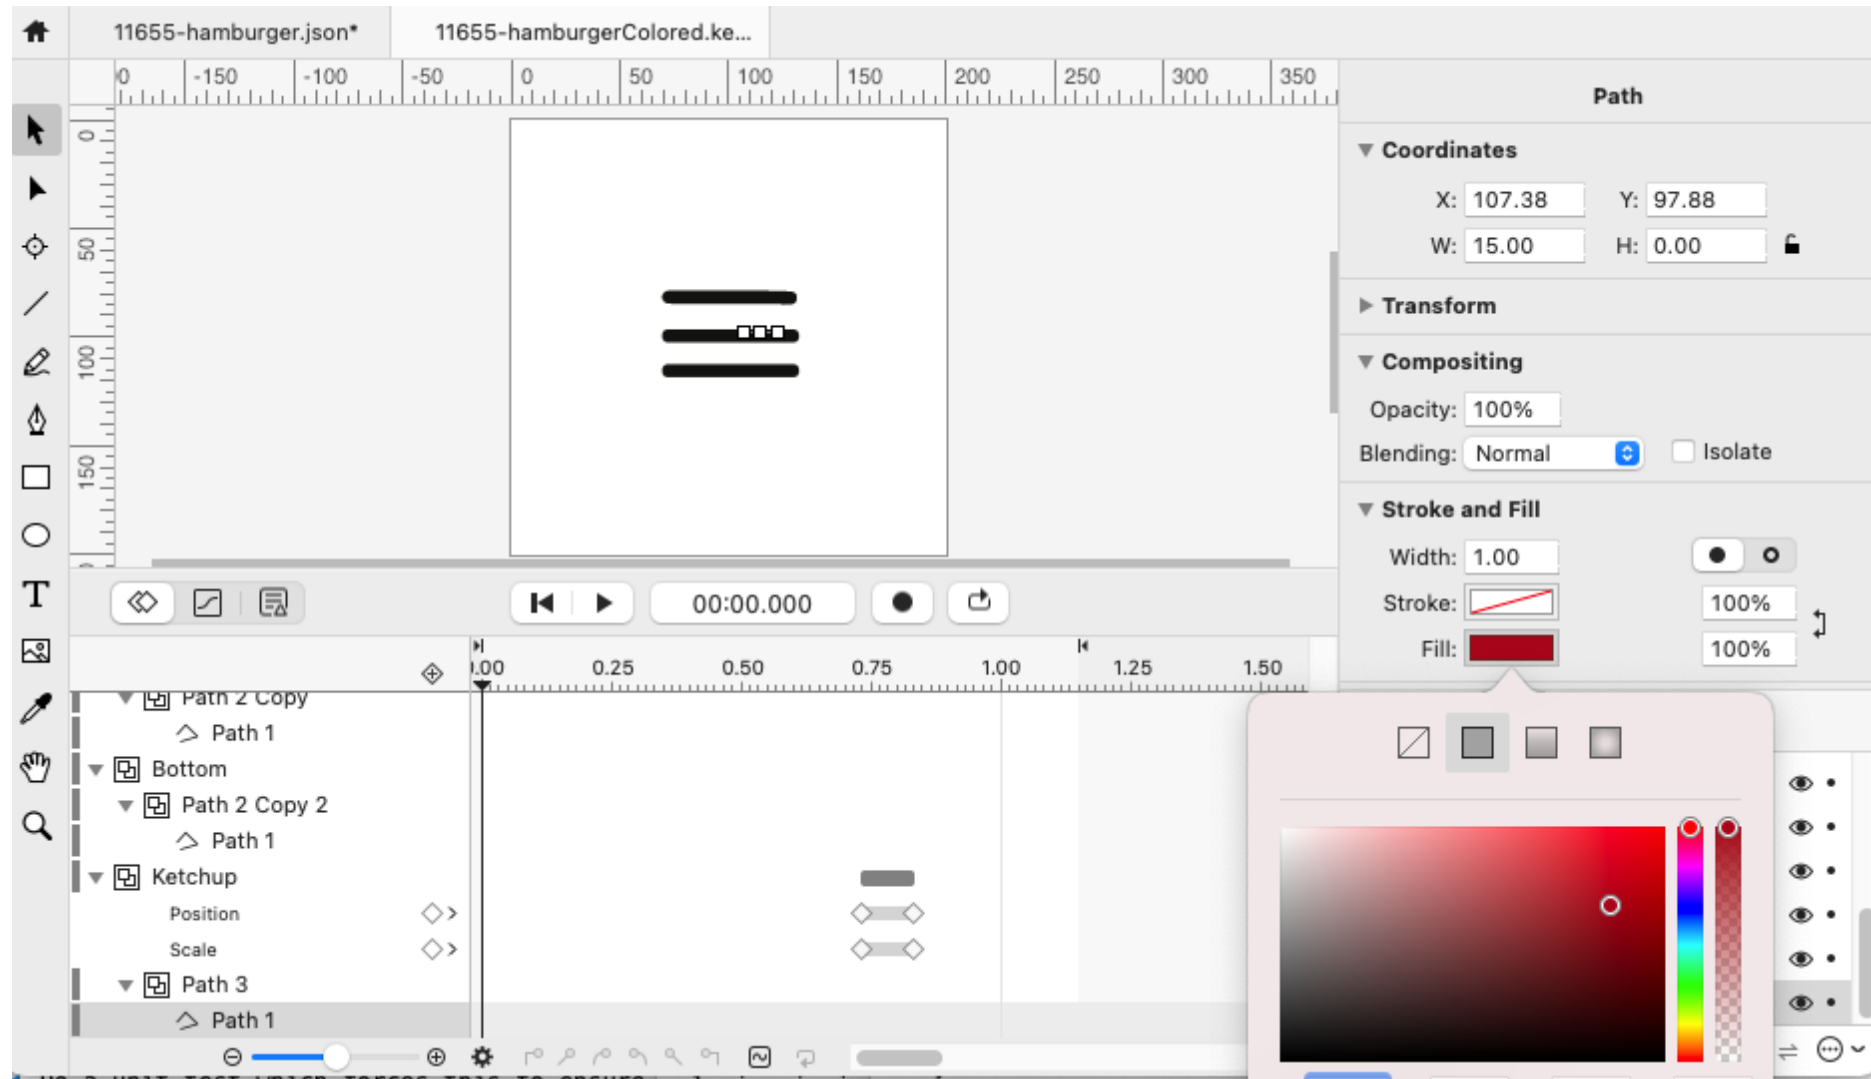 11655-hamburger.json*
11655-hamburgerColored.ke...
0 -150 -100 -50 0 50 100 150 200 250 300 350
0
50
100
150
Path
Coordinates
X: 107.38 Y: 97.88
W: 15.00 H: 0.00
Transform
Compositing
Opacity: 100%
Blending: Normal Isolate
Stroke and Fill
Width: 1.00
Stroke: 100%
Fill: 100%
T
00:00.000
0.25 0.50 0.75 1.00 1.25 1.50
Path 2 Copy
Path 1
Bottom
Path 2 Copy 2
Path 1
Ketchup
Position
Scale
Path 3
Path 1